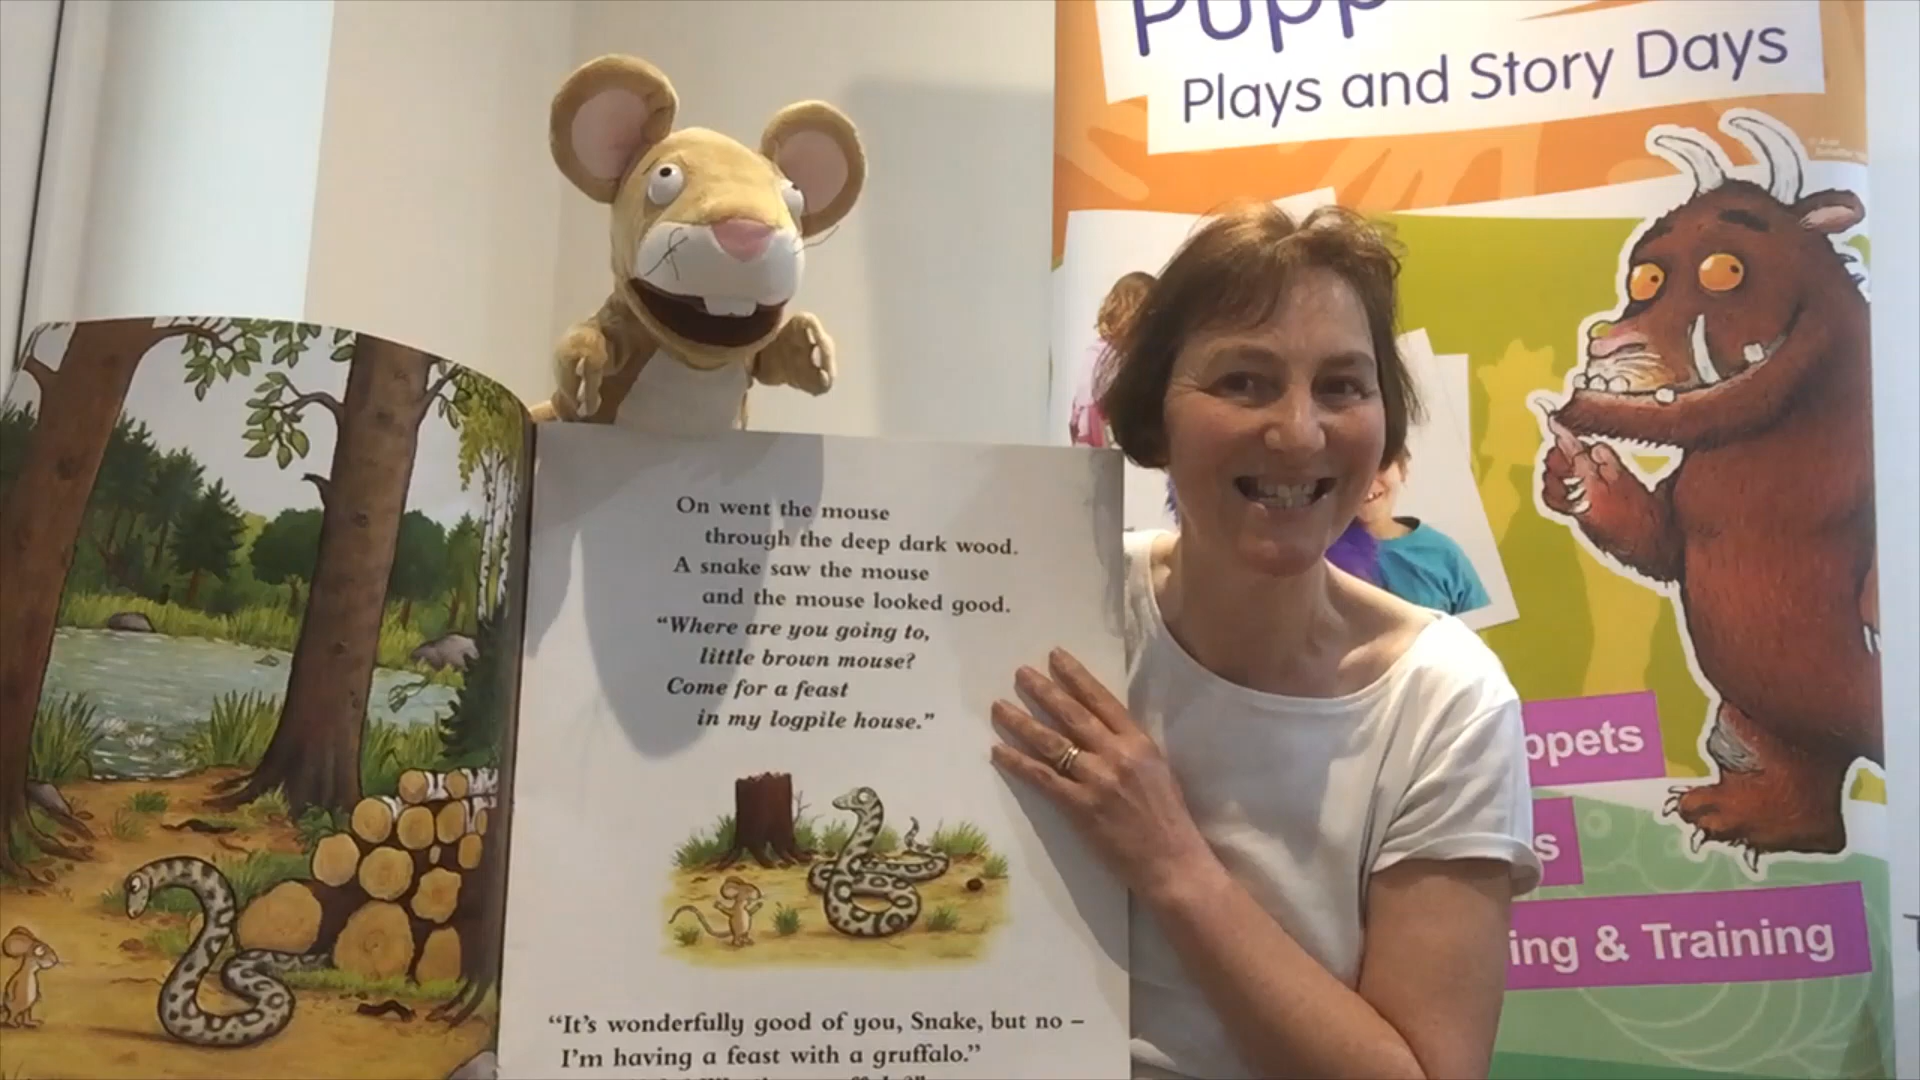 Plays and Story Days
On went the mouse
through the deep dark wood.
A snake saw the mouse
and the mouse looked good.
“Where are you going to,
little brown mouse?
Come for a feast
in my logpile house.”
“It’s wonderfully good of you, Snake, but no –
I’m having a feast with a gruffalo.”
ppets
s
ing & Training